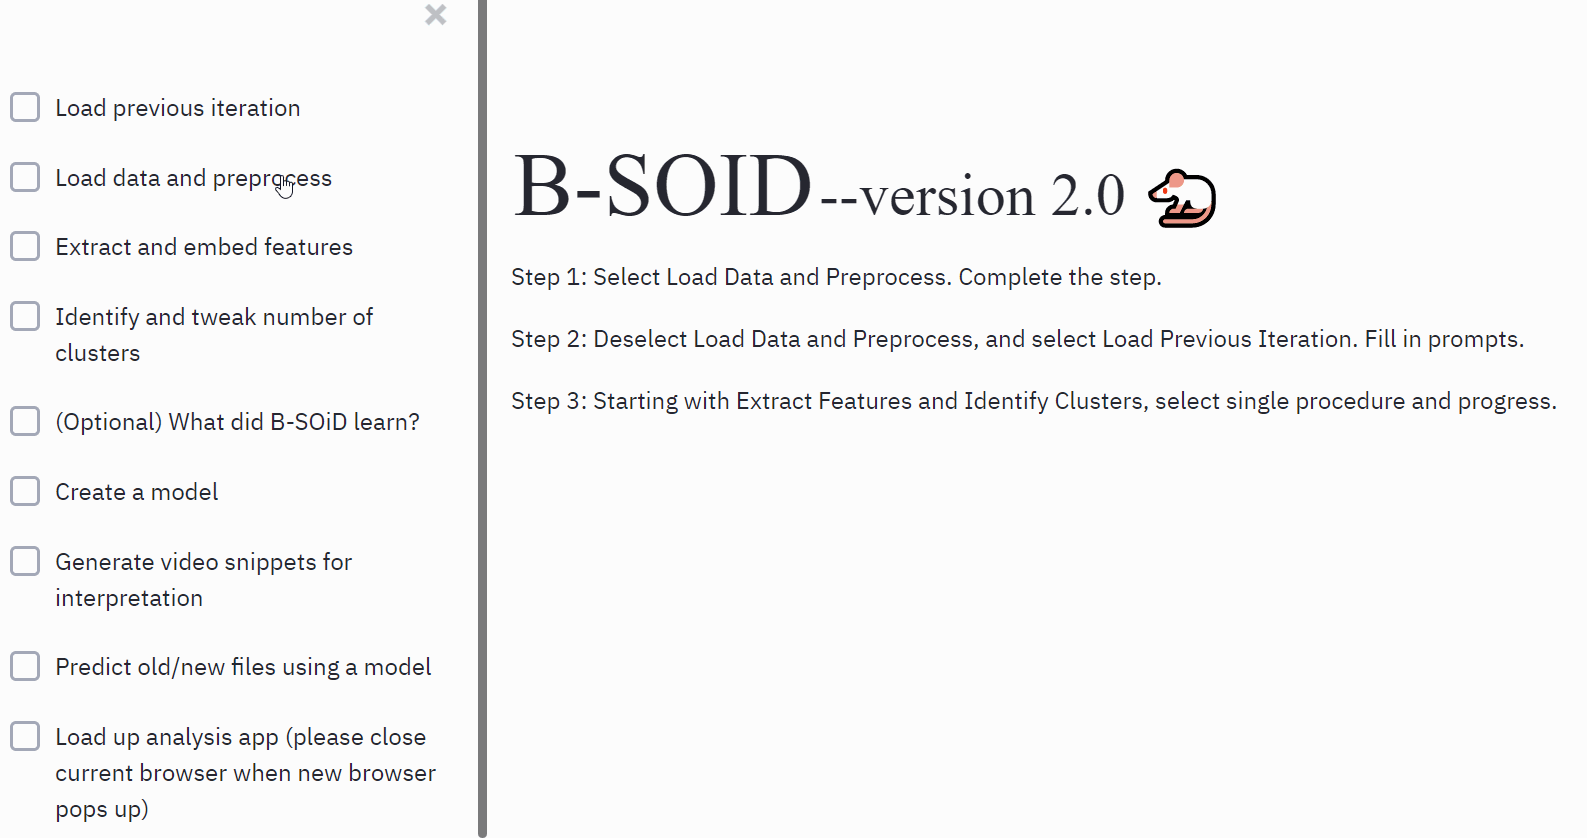 Load previous iteration
Load data and preprocess
Extract and embed features
Identify and tweak number of
clusters
(Optional) What did B-SOiD learn?
Create a model
Generate video snippets for
interpretation
Predict old/new files using a model
Load up analysis app (please close
current browser when new browser
pops up)
B-SOID --version 2.0
Step 1: Select Load Data and Preprocess. Complete the step.
Step 2: Deselect Load Data and Preprocess, and select Load Previous Iteration. Fill in prompts.
Step 3: Starting with Extract Features and Identify Clusters, select single procedure and progress.